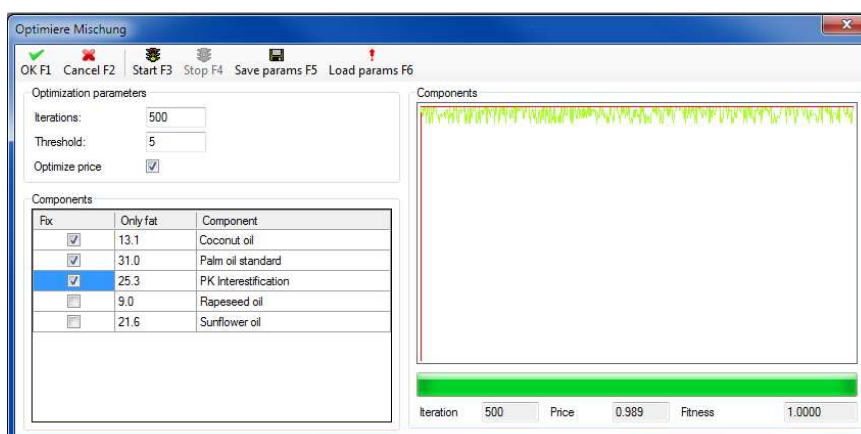 Optimiere Mischung
OK F1 Cancel F2 Start F3 Stop F4 Save params F5 Load params F6
Optimization parameters
Iterations: 500
Threshold: 5
Optimize price
Components
Fix Only fat Component
13.1 Coconut oil
31.0 Palm oil standard
25.3 PK Interestification
9.0 Rapeseed oil
21.6 Sunflower oil
Components
Iteration 500 Price 0.989 Fitness 1.0000